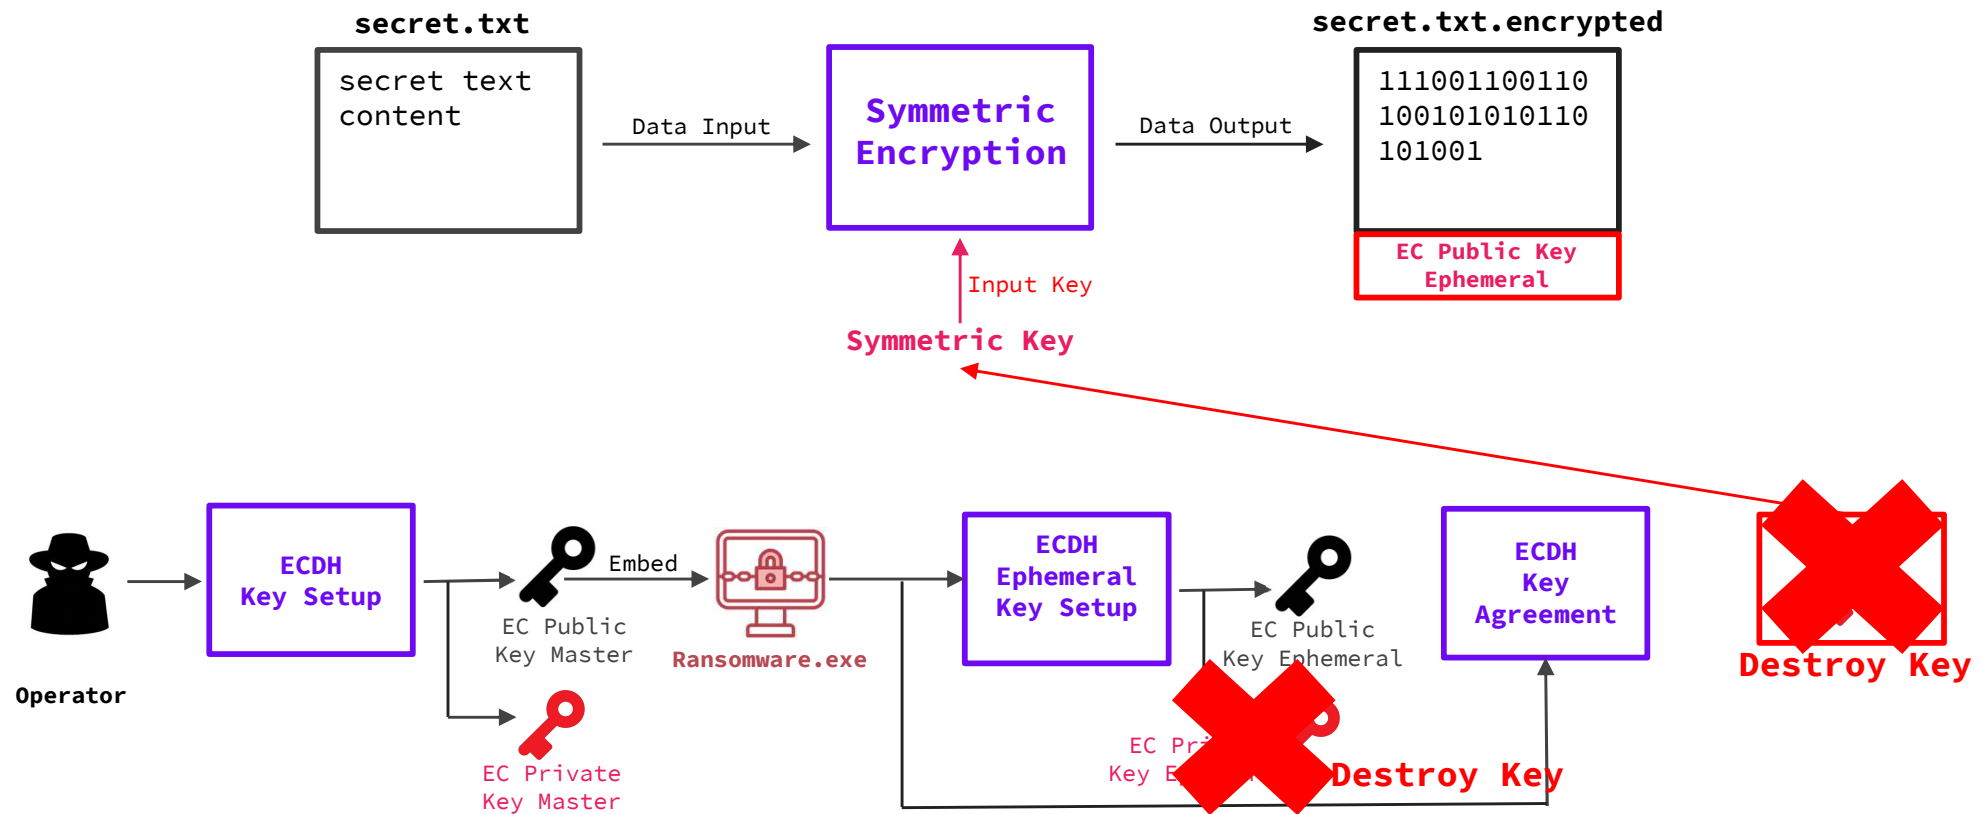 secret.txt
secret text
content
Data Input
Symmetric
Encryption
Data Output
secret.txt.encrypted
111001100110
100101010110
101001
EC Public Key
Ephemeral
Input Key
Symmetric Key
Operator
ECDH
Key Setup
EC Public
Key Master
EC Private
Key Master
Embed
Ransomware.exe
ECDH
Ephemeral
Key Setup
EC Public
Key Ephemeral
EC
Key
Destroy Key
ECDH
Key
Agreement
Destroy Key